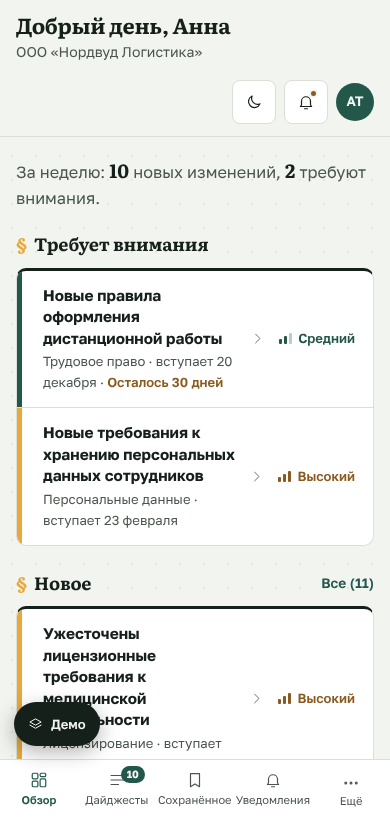 Добрый день, Анна
ООО «Нордвуд Логистика»
АТ
За неделю: 10 новых изменений, 2 требуют
внимания.
§ Требует внимания
Новые правила
оформления
дистанционной работы
Средний
Трудовое право · вступает 20
декабря · Осталось 30 дней
Новые требования к
хранению персональных
данных сотрудников
Высокий
Персональные данные ·
вступает 23 февраля
§ Новое
Все (11)
Ужесточены
лицензионные
требования к
медицинской
Высокий
Демо
вступает
10
Обзор
Дайджесты
Сохранённое
Уведомления
Ещё